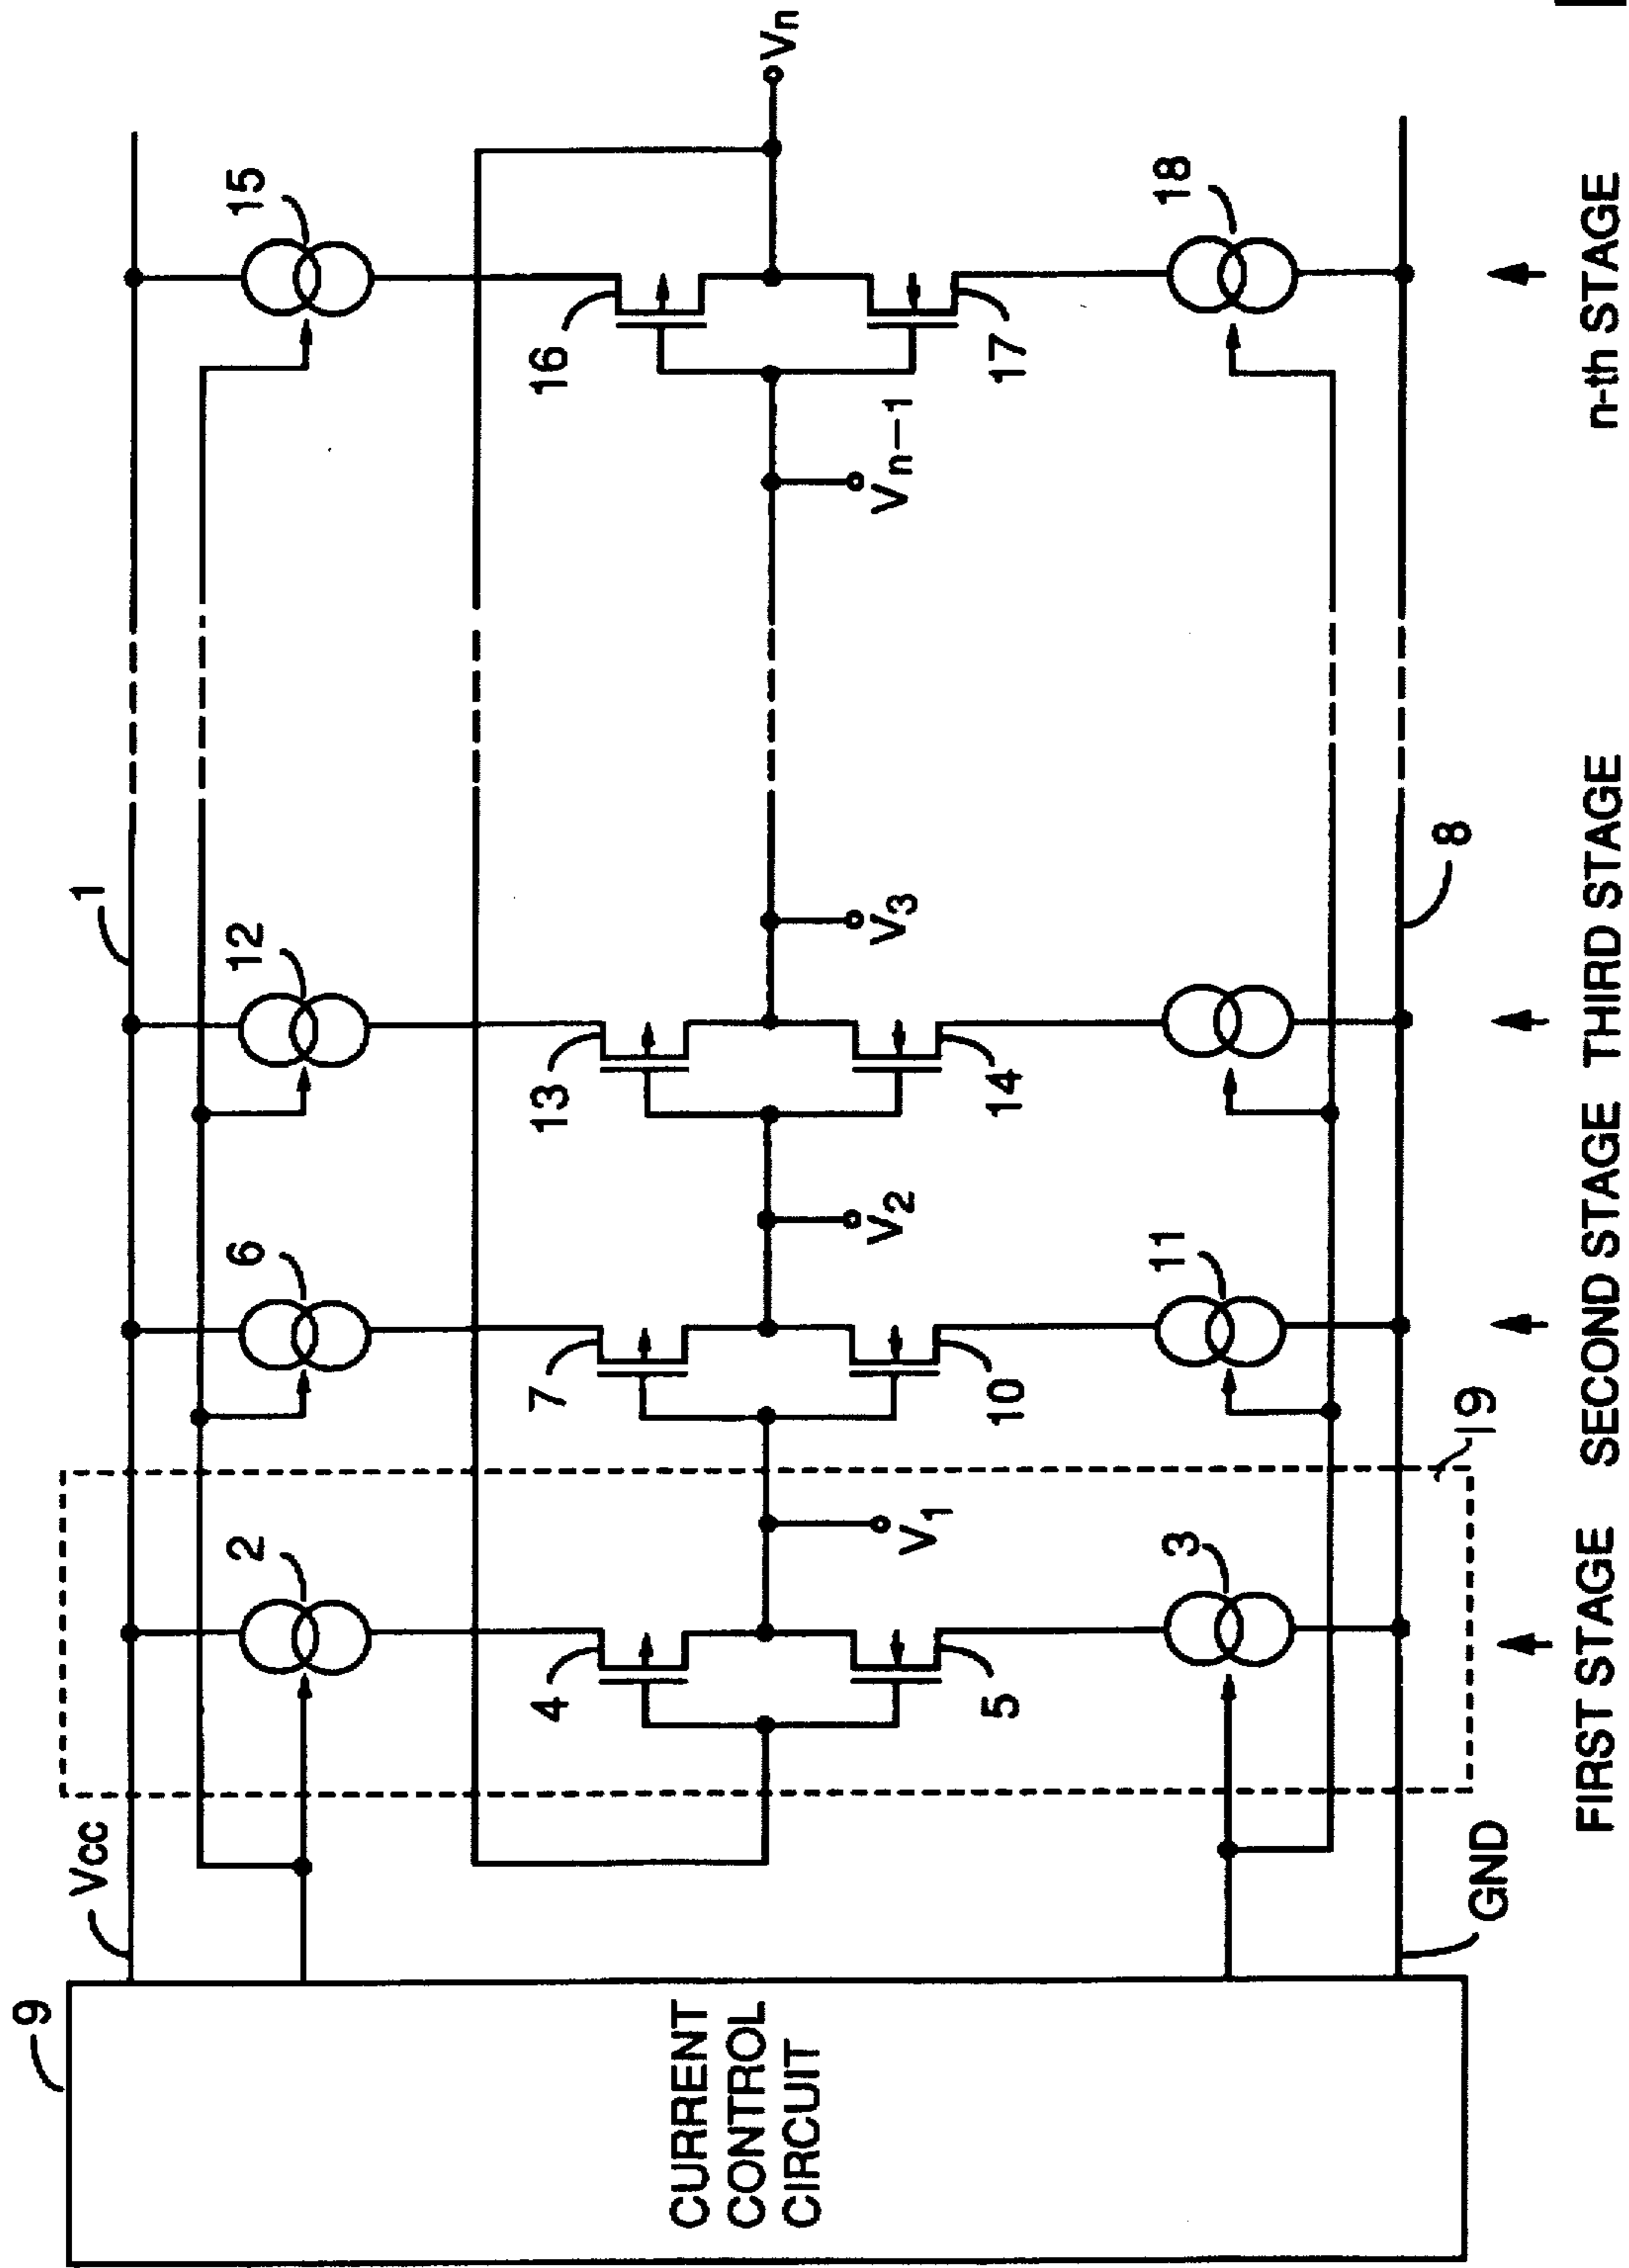 9
CURRENT
CONTROL
CIRCUIT
Vcc
1
2
6
12
15
4
7
13
16
V1
V2
V3
Vn-1
Vn
5
10
14
17
3
11
18
GND
19
8
FIRST STAGE
SECOND STAGE
THIRD STAGE
n-th STAGE